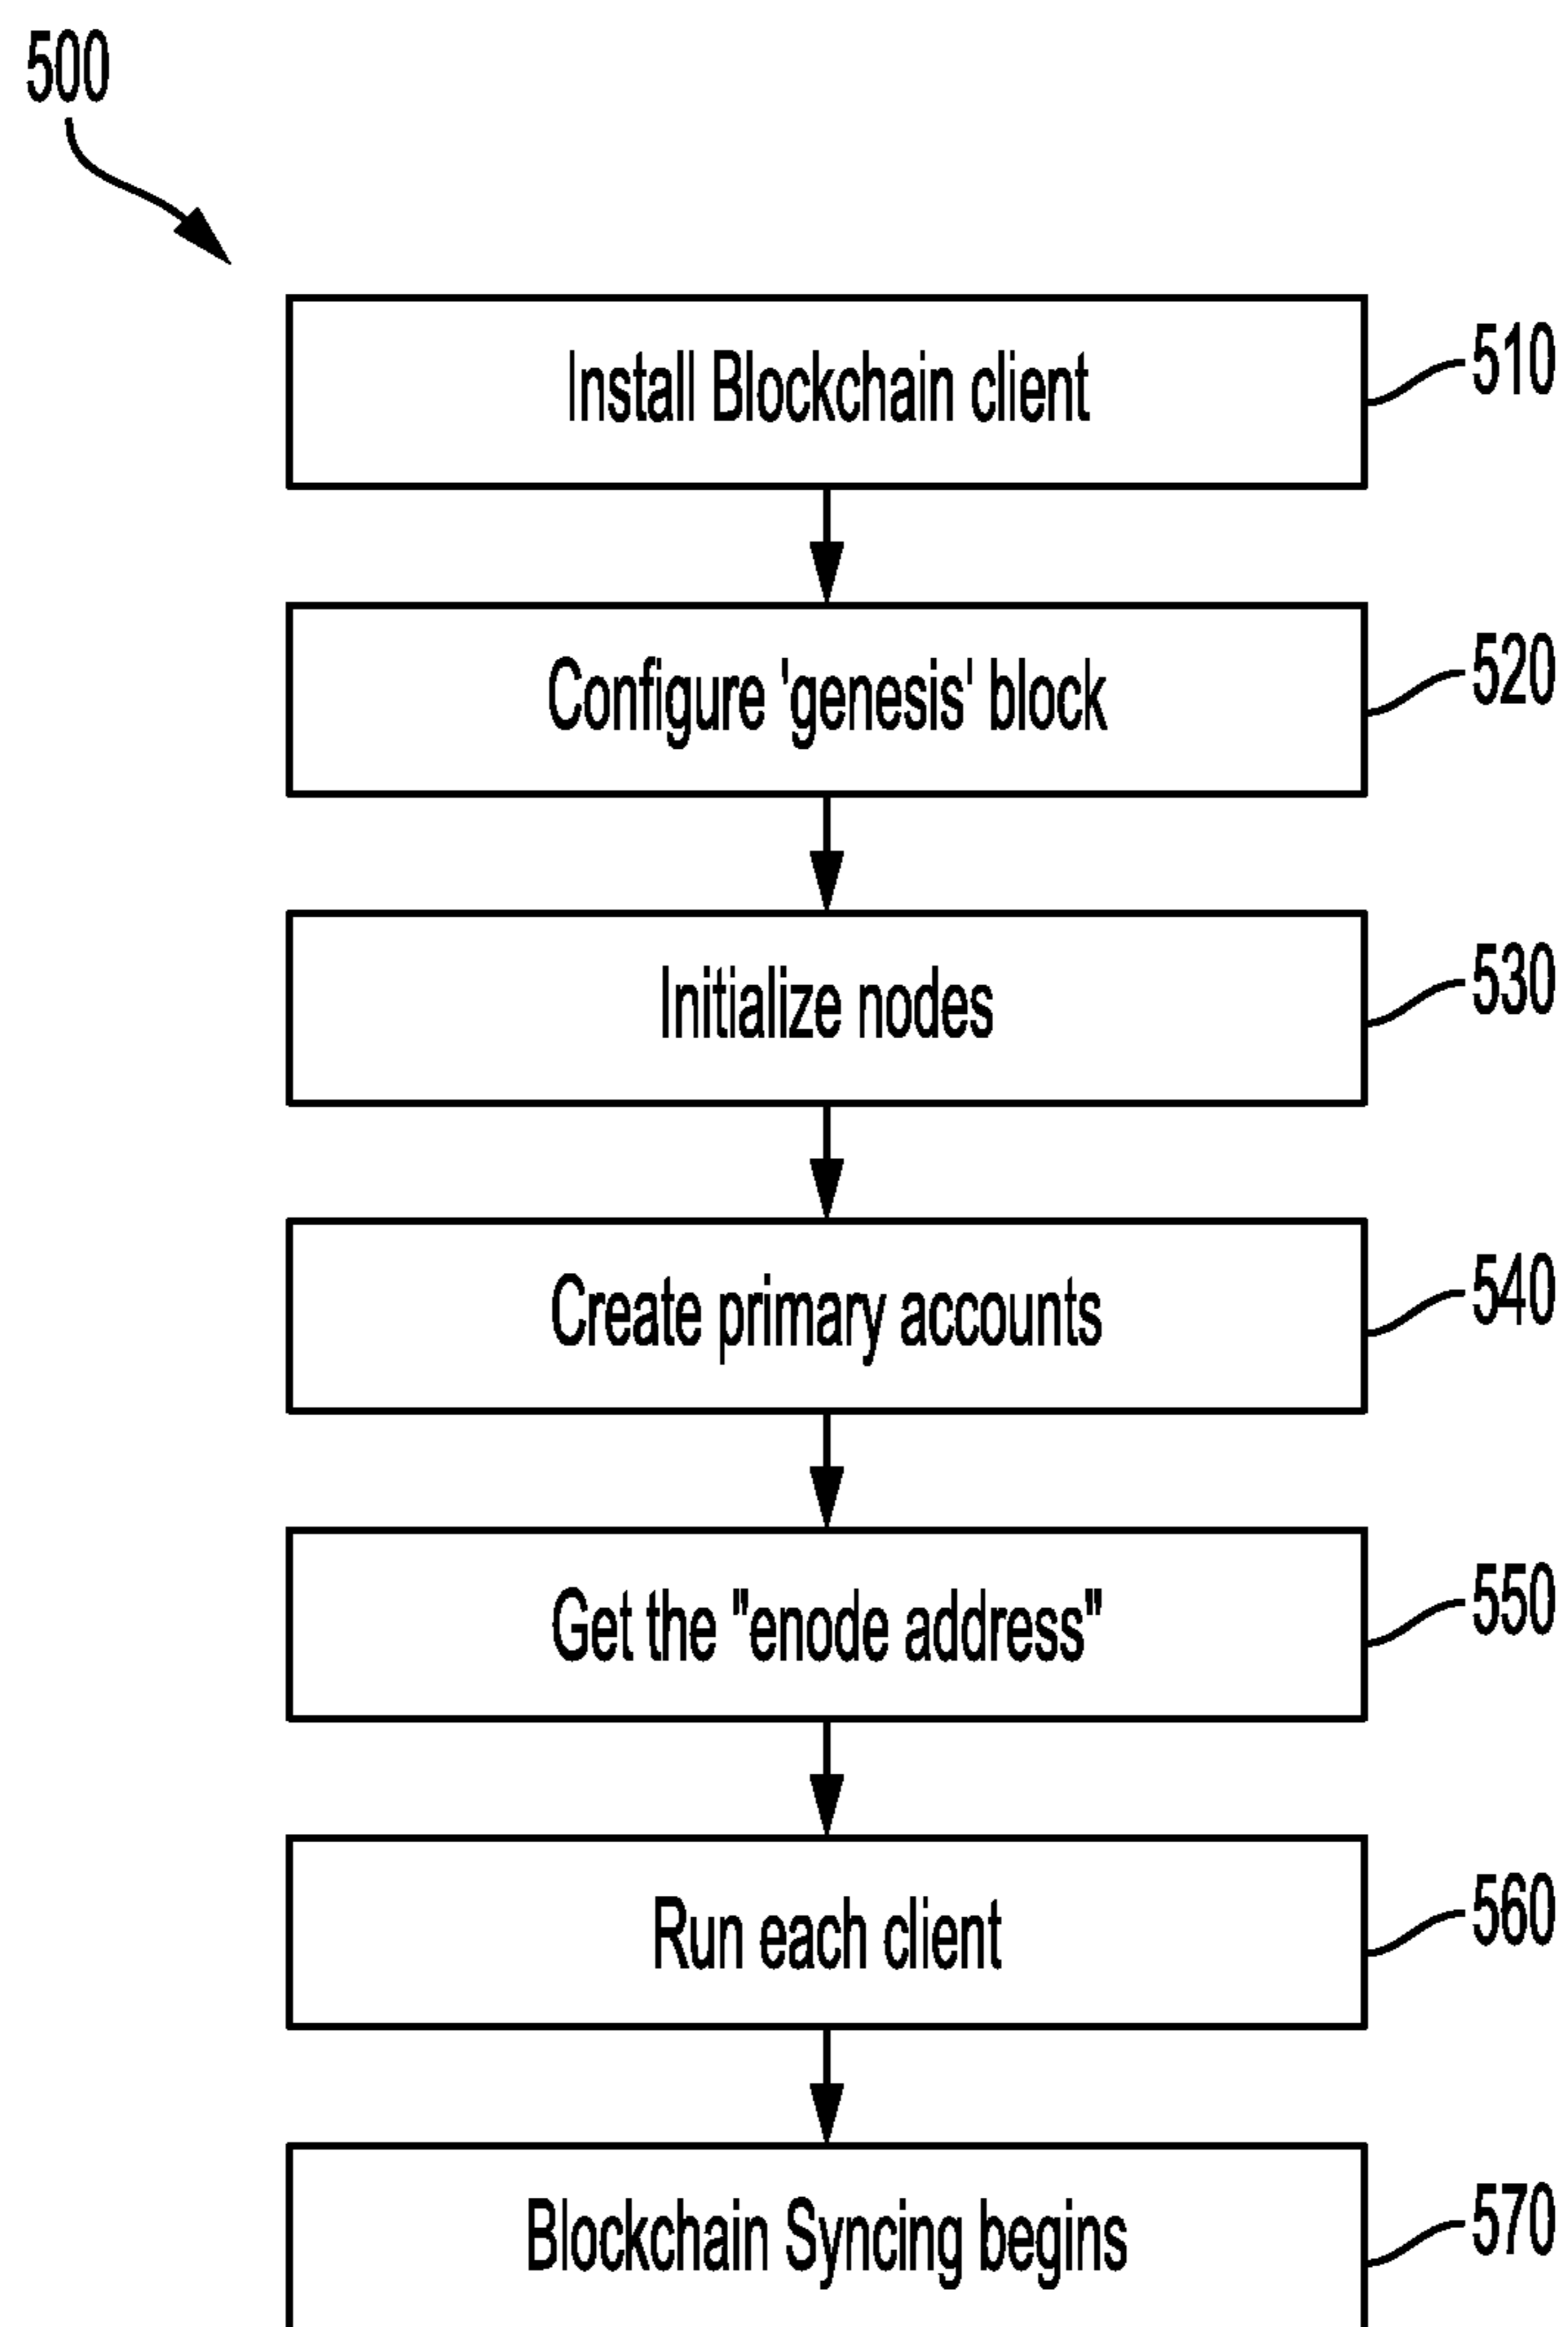 500
Install Blockchain client
510
Configure 'genesis' block
520
Initialize nodes
530
Create primary accounts
540
Get the "enode address"
550
Run each client
560
Blockchain Syncing begins
570